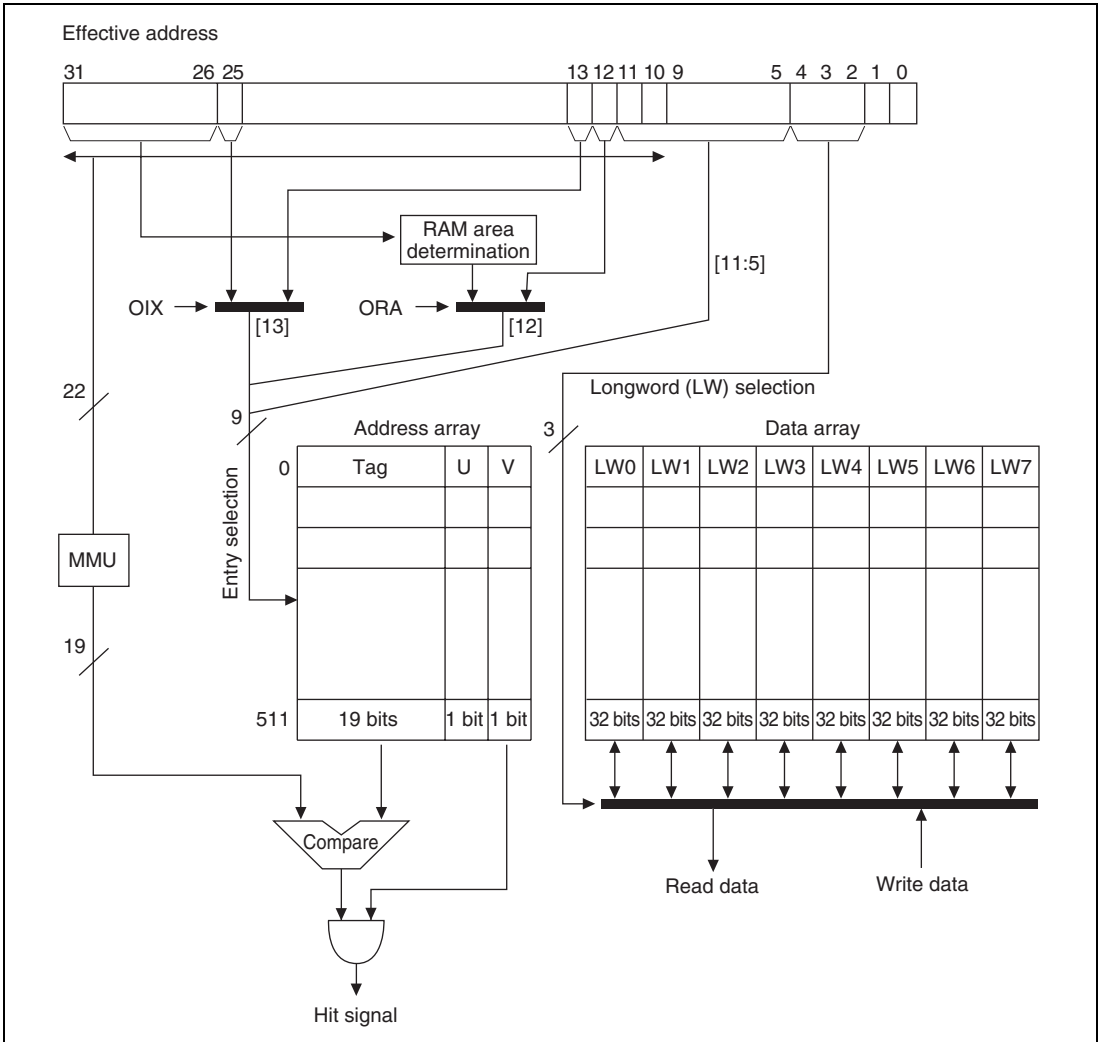 Effective address
31 26 25 13 12 11 10 9 5 4 3 2 1 0
RAM area
determination
[11:5]
OIX
ORA
[13]
[12]
22
Longword (LW) selection
9
3
Address array
Data array
Entry selection
0 Tag U V
LW0 LW1 LW2 LW3 LW4 LW5 LW6 LW7
MMU
19
511 19 bits 1 bit 1 bit
32 bits 32 bits 32 bits 32 bits 32 bits 32 bits 32 bits 32 bits
Compare
Read data
Write data
Hit signal